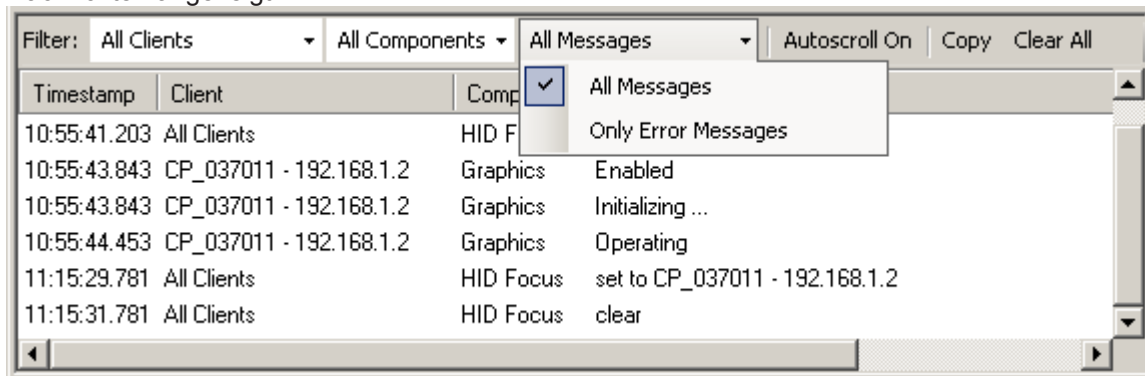 Filter: All Clients All Components All Messages Autoscroll On Copy Clear All
Timestamp Client Comp
All Messages
Only Error Messages
10:55:41.203 All Clients HID F
10:55:43.843 CP_037011 - 192.168.1.2 Graphics Enabled
10:55:43.843 CP_037011 - 192.168.1.2 Graphics Initializing ...
10:55:44.453 CP_037011 - 192.168.1.2 Graphics Operating
11:15:29.781 All Clients HID Focus set to CP_037011 - 192.168.1.2
11:15:31.781 All Clients HID Focus clear